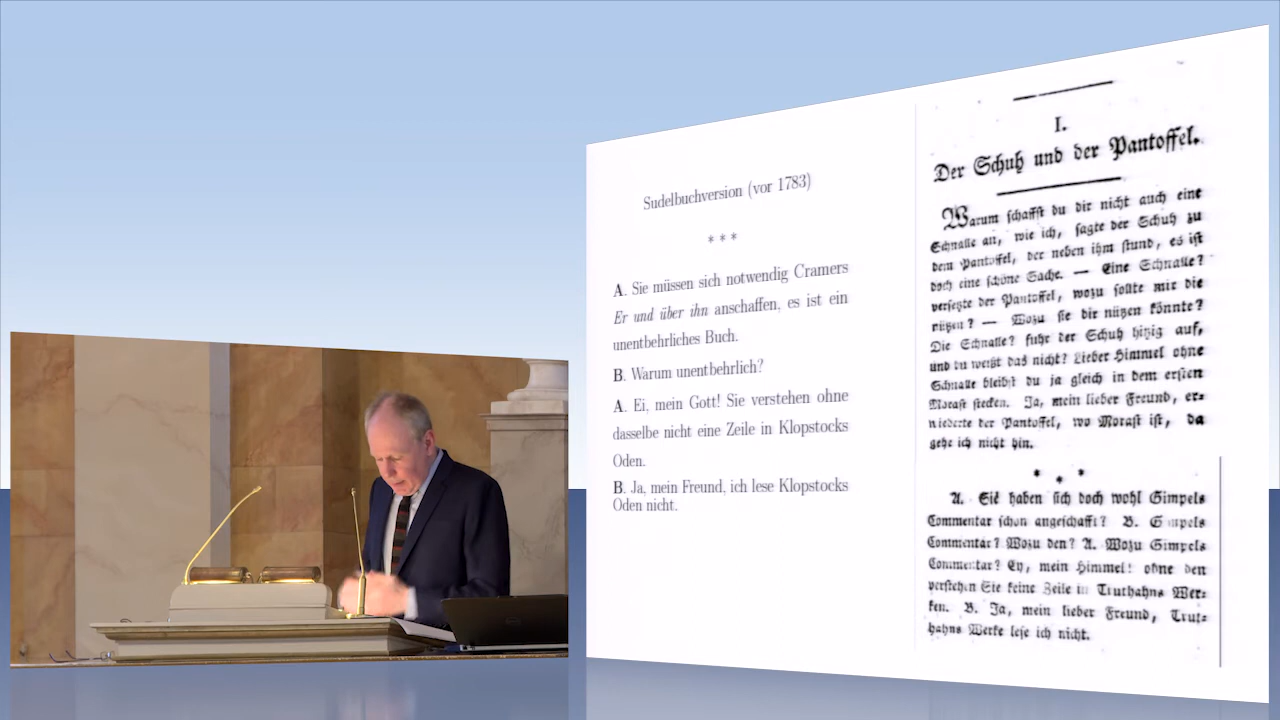 Sudelbuchversion (vor 1783)
* * *
A. Sie müssen sich notwendig Cramers
Er und über ihn anschaffen, es ist ein
unentbehrliches Buch.
B. Warum unentbehrlich?
A. Ei, mein Gott! Sie verstehen ohne
dasselbe nicht eine Zeile in Klopstocks
Oden.
B. Ja, mein Freund, ich lese Klopstocks
Oden nicht.
I.
Der Schuh und der Pantoffel.
Warum schaffst du dir nicht auch eine
Schnalle an, wie ich, sagte der Schuh zu
dem Pantoffel, der neben ihm stund, es ist
doch eine schöne Sache. — Eine Schnalle?
versezte der Pantoffel, wozu sollte mir die
nüzen? — Wozu sie dir nüzen könnte?
Die Schnalle? fuhr der Schuh hizig auf,
und du weißt das nicht? Lieber Himmel ohne
Schnalle bleibst du ja gleich in dem ersten
Morast stecken. Ja, mein lieber Freund, er-
wiederte der Pantoffel, wo Morast ist, da
gehe ich nicht hin.
* * *
A. Sie haben sich doch wohl Gimpels
Commentar schon angeschafft? B. Gimpels
Commentar? Wozu den? A. Wozu Gimpels
Commentar? Ey, mein Himmel! ohne den
verstehen Sie keine Zeile in Truthahns Wer-
ken. B. Ja, mein lieber Freund, Trut-
hahns Werke lese ich nicht.